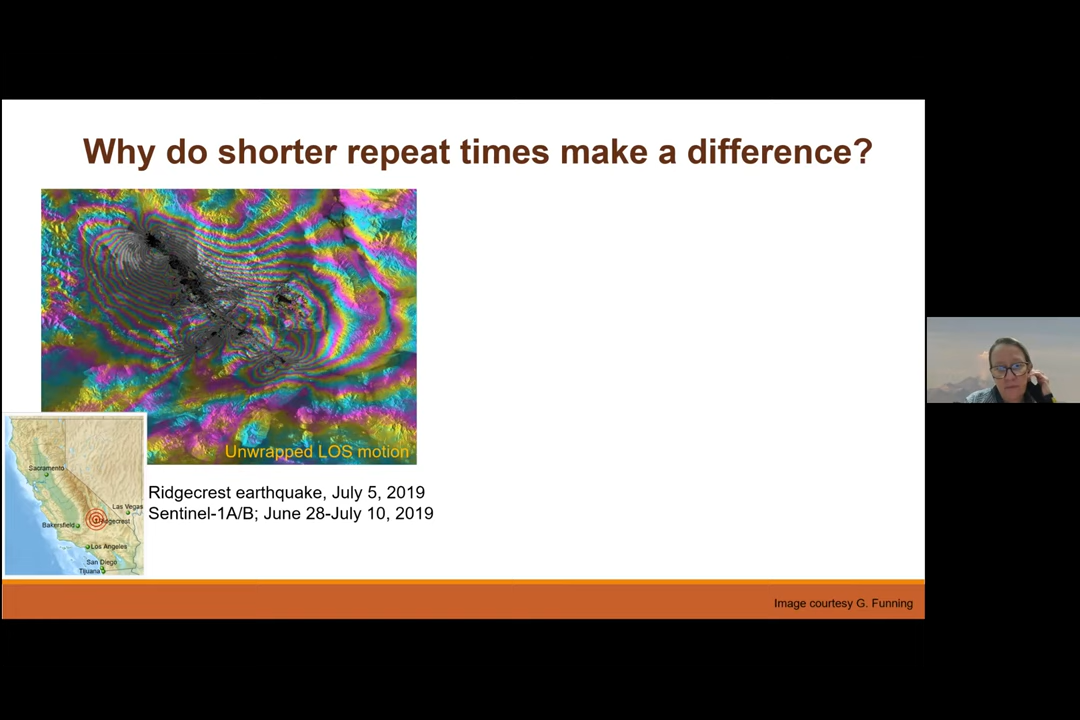 Why do shorter repeat times make a difference?
Unwrapped LOS motion
Sacramento
Las Vegas
Ridgecrest
Bakersfield
Los Angeles
San Diego
Tijuana
Ridgecrest earthquake, July 5, 2019
Sentinel-1A/B; June 28-July 10, 2019
Image courtesy G. Funning